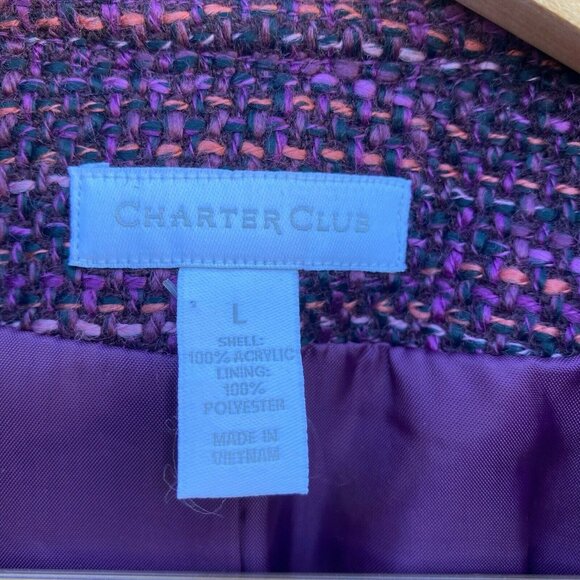 CHARTER CLUB
L
SHELL:
100% ACRYLIC
LINING:
100%
POLYESTER
MADE IN
VIETNAM